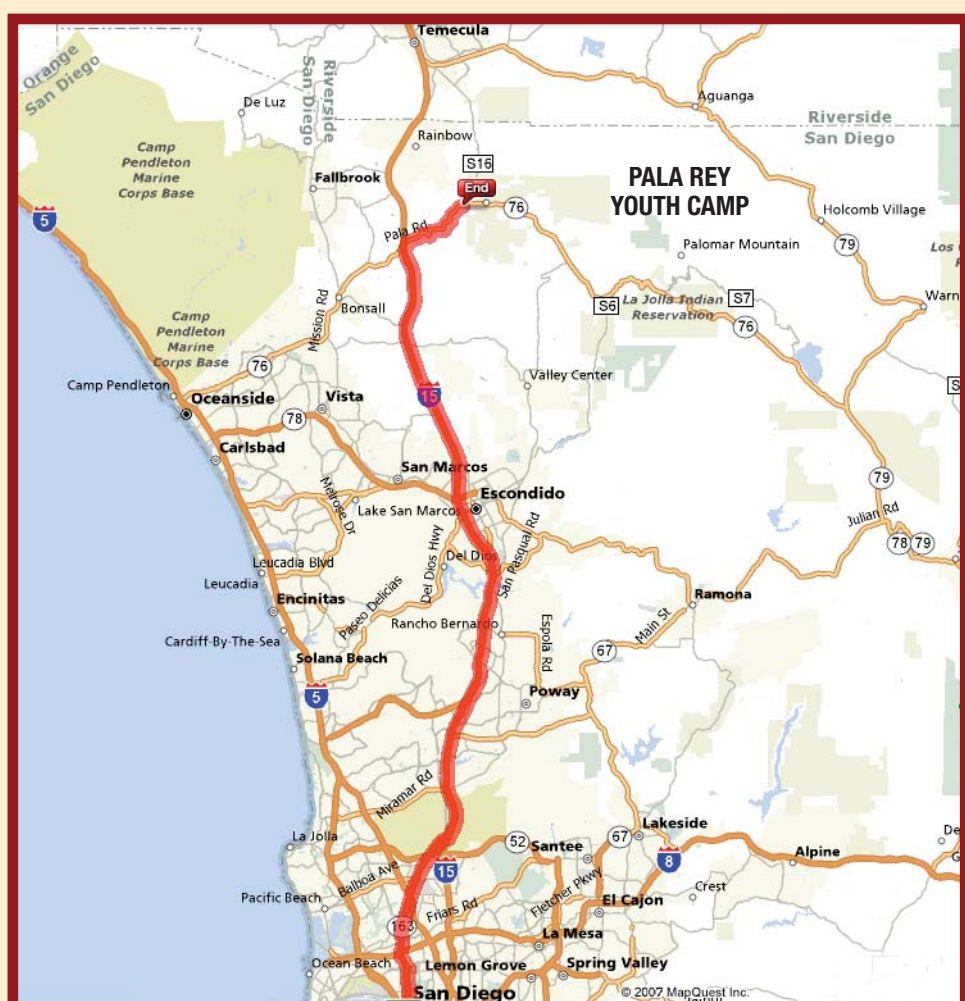 Temecula
Orange
San Diego
Riverside
San Diego
De Luz
Aguanga
Riverside
San Diego
Rainbow
Camp
Pendleton
Marine
Corps Base
Fallbrook
S16
End
PALA REY
YOUTH CAMP
76
5
Holcomb Village
Pala Rd
79
Palomar Mountain
Los
Mission Rd
Bonsall
S6
La Jolla Indian
Reservation
S7
Warn
76
Camp
Pendleton
Marine
Corps Base
76
Camp Pendleton
Valley Center
Oceanside
15
Vista
78
Carlsbad
San Marcos
79
Melrose Dr
Lake San Marcos
Escondido
Julian Rd
78
79
San Pasqual Rd
Del Dios Hwy
Del Dios
Leucadia Blvd
Leucadia
Encinitas
Paseo Delicias
Ramona
Cardiff-By-The-Sea
Rancho Bernardo
Espola Rd
Main St
67
Solana Beach
5
Poway
Miramar Rd
La Jolla
52
67
Lakeside
Santee
8
Alpine
De
15
Balboa Ave
Pacific Beach
Friars Rd
Fletcher Pkwy
Crest
El Cajon
163
La Mesa
Ocean Beach
Lemon Grove
Spring Valley
San Diego
© 2007 MapQuest Inc.